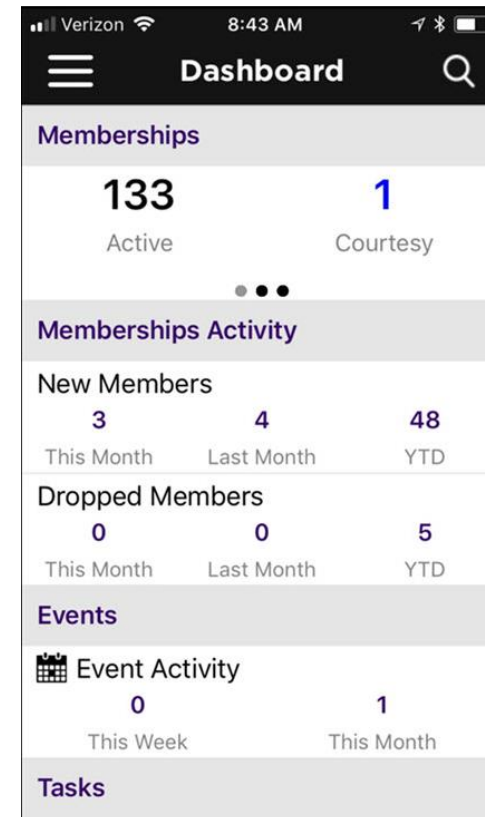 Verizon 8:43 AM
Dashboard
Memberships
133 1
Active Courtesy
Memberships Activity
New Members
3 4 48
This Month Last Month YTD
Dropped Members
0 0 5
This Month Last Month YTD
Events
Event Activity
0 1
This Week This Month
Tasks